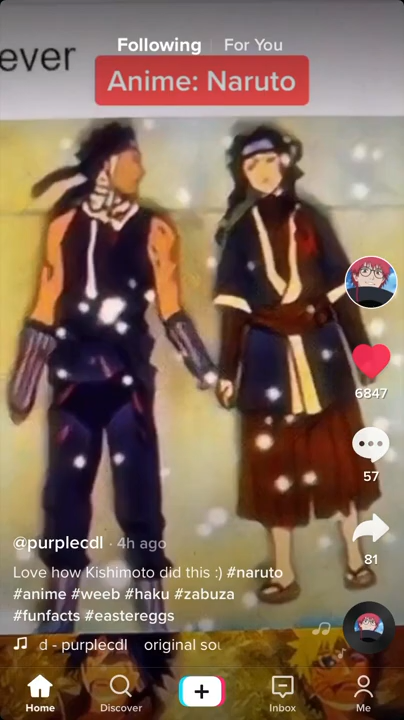 Following | For You
ever
Anime: Naruto
6847
57
@purplecdl · 4h ago
81
Love how Kishimoto did this :) #naruto
#anime #weeb #haku #zabuza
#funfacts #eastereggs
d - purplecdl original sou
Home Discover Inbox Me